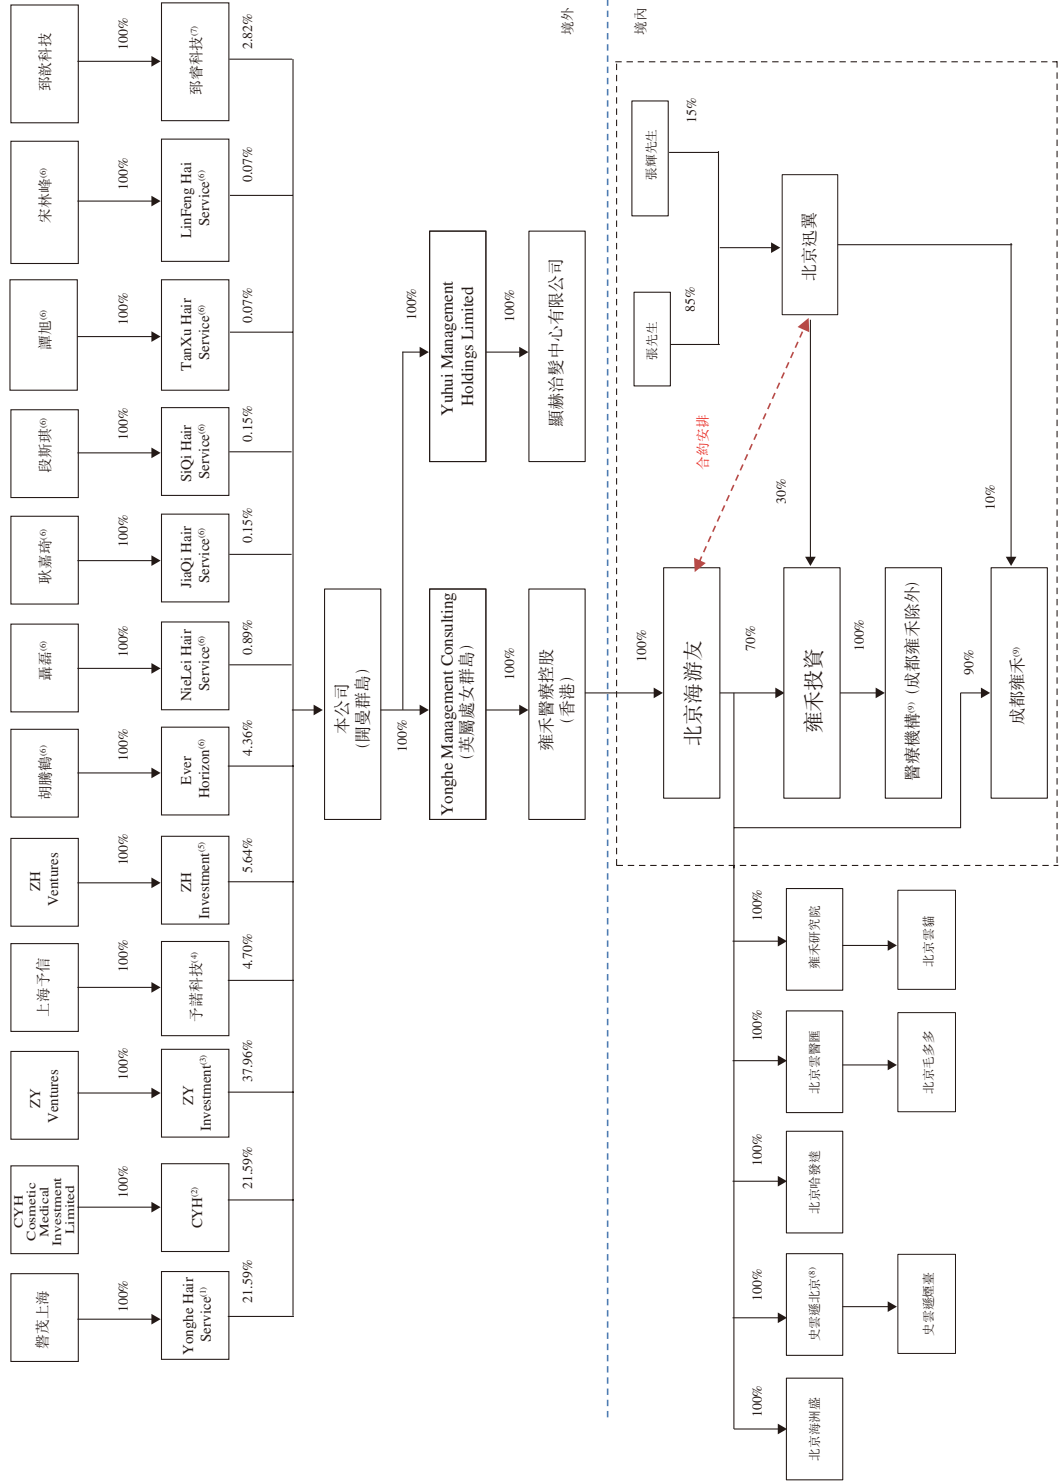 磐茂上海
CYH
Cosmetic
Medical
Investment
Limited
ZY
Ventures
上海予信
ZH
Ventures
胡騰鶴(6)
聶磊(6)
耿嘉琦(6)
段斯琪(6)
譚旭(6)
宋林峰(6)
郅歆科技
100%
100%
100%
100%
100%
100%
100%
100%
100%
100%
100%
100%
Yonghe Hair
Service(1)
CYH(2)
ZY
Investment(3)
予諾科技(4)
ZH
Investment(5)
Ever
Horizon(6)
NieLei Hair
Service(6)
JiaQi Hair
Service(6)
SiQi Hair
Service(6)
TanXu Hair
Service(6)
LinFeng Hai
Service(6)
郅睿科技(7)
21.59%
21.59%
37.96%
4.70%
5.64%
4.36%
0.89%
0.15%
0.15%
0.07%
0.07%
2.82%
本公司
(開曼群島)
100%
100%
Yonghe Management Consulting
(英屬處女群島)
Yuhui Management
Holdings Limited
100%
100%
雍禾醫療控股
(香港)
顯赫治髮中心有限公司
境外
境內
100%
張先生
張輝先生
85%
15%
北京海游友
合約安排
北京迅翼
70%
30%
雍禾投資
100%
醫療機構(9) (成都雍禾除外)
90%
10%
成都雍禾(9)
100%
100%
100%
100%
100%
北京海洲盛
史雲遜北京(8)
北京哈發達
北京雲醫匯
雍禾研究院
史雲遜煙臺
北京毛多多
北京雲貓